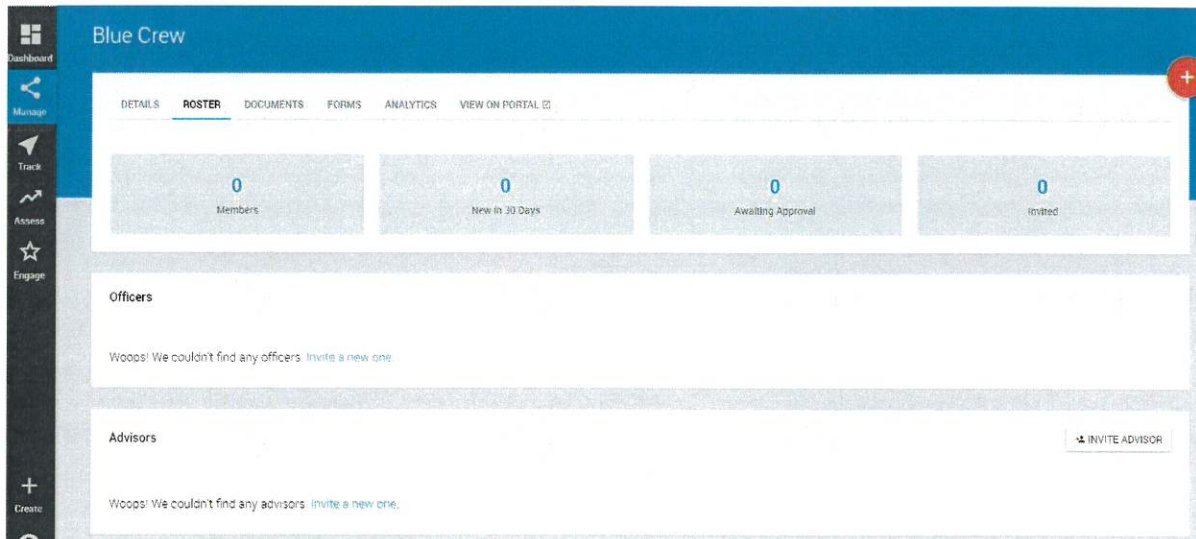 Blue Crew
Dashboard
Manage
Track
Assess
Engage
Create
DETAILS ROSTER DOCUMENTS FORMS ANALYTICS VIEW ON PORTAL
0 0 0 0
Members New in 30 Days Awaiting Approval Invited
Officers
Woops! We couldn't find any officers. Invite a new one.
Advisors
INVITE ADVISOR
Woops! We couldn't find any advisors. Invite a new one.